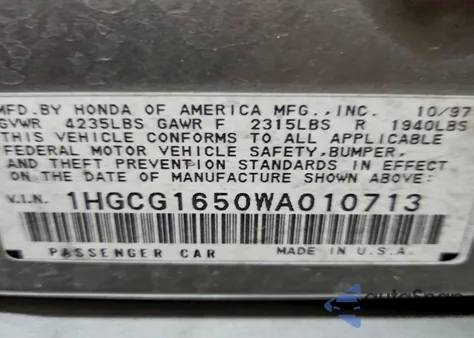 MFD.BY HONDA OF AMERICA MFG.,INC. 10/97
GVWR 4235LBS GAWR F 2315LBS R 1940LBS
THIS VEHICLE CONFORMS TO ALL APPLICABLE
FEDERAL MOTOR VEHICLE SAFETY,BUMPER,
AND THEFT PREVENTION STANDARDS IN EFFECT
ON THE DATE OF MANUFACTURE SHOWN ABOVE:
V.I.N. 1HGCG1650WA010713
PASSENGER CAR MADE IN U.S.A.